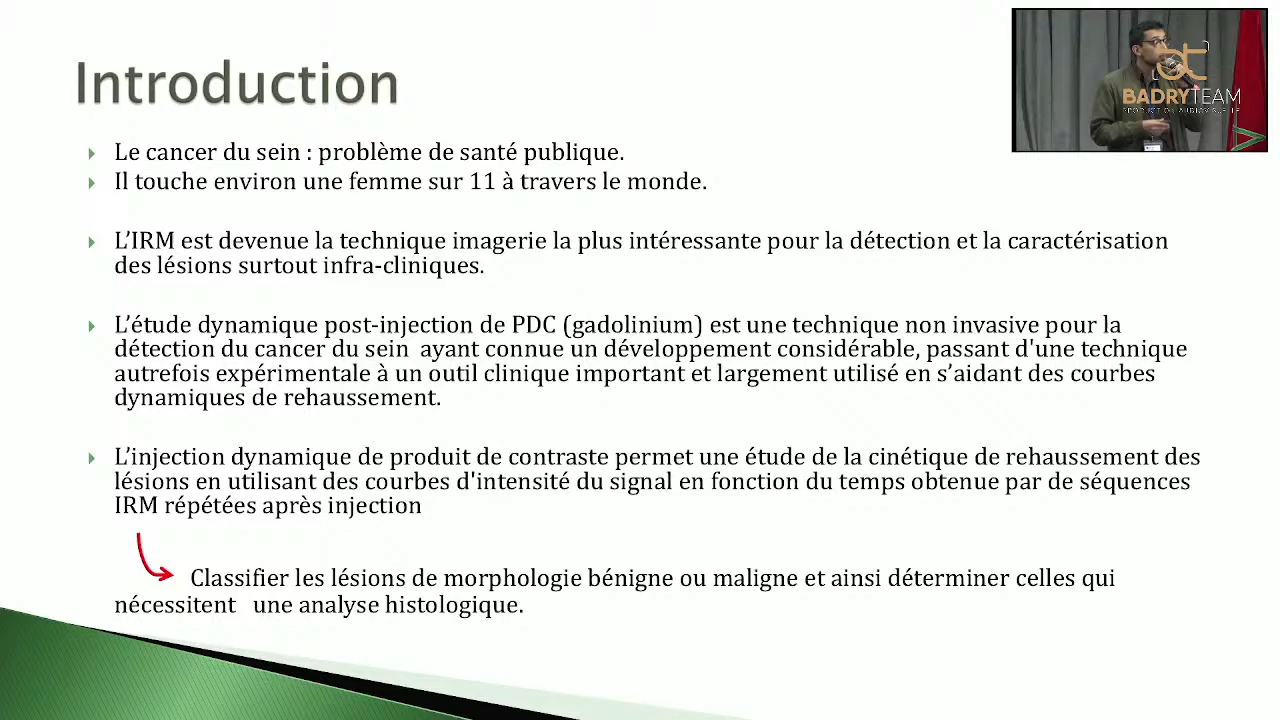 Introduction
Le cancer du sein : problème de santé publique.
Il touche environ une femme sur 11 à travers le monde.
L’IRM est devenue la technique imagerie la plus intéressante pour la détection et la caractérisation
des lésions surtout infra-cliniques.
L’étude dynamique post-injection de PDC (gadolinium) est une technique non invasive pour la
détection du cancer du sein ayant connue un développement considérable, passant d'une technique
autrefois expérimentale à un outil clinique important et largement utilisé en s’aidant des courbes
dynamiques de rehaussement.
L’injection dynamique de produit de contraste permet une étude de la cinétique de rehaussement des
lésions en utilisant des courbes d'intensité du signal en fonction du temps obtenue par de séquences
IRM répétées après injection
Classifier les lésions de morphologie bénigne ou maligne et ainsi déterminer celles qui
nécessitent une analyse histologique.
BADRYTEAM
PRODUCTION AUDIOVISUELLE